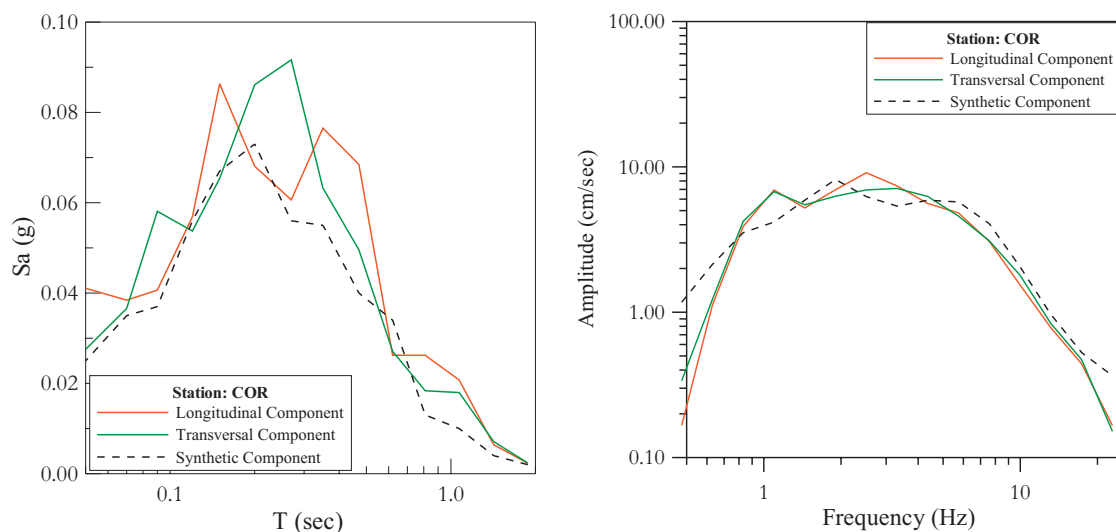 0.10
0.08
0.06
0.04
0.02
0.00
Sa (g)
Station: COR
Longitudinal Component
Transversal Component
Synthetic Component
0.1
1.0
T (sec)
100.00
10.00
1.00
0.10
Amplitude (cm/sec)
Station: COR
Longitudinal Component
Transversal Component
Synthetic Component
1
10
Frequency (Hz)